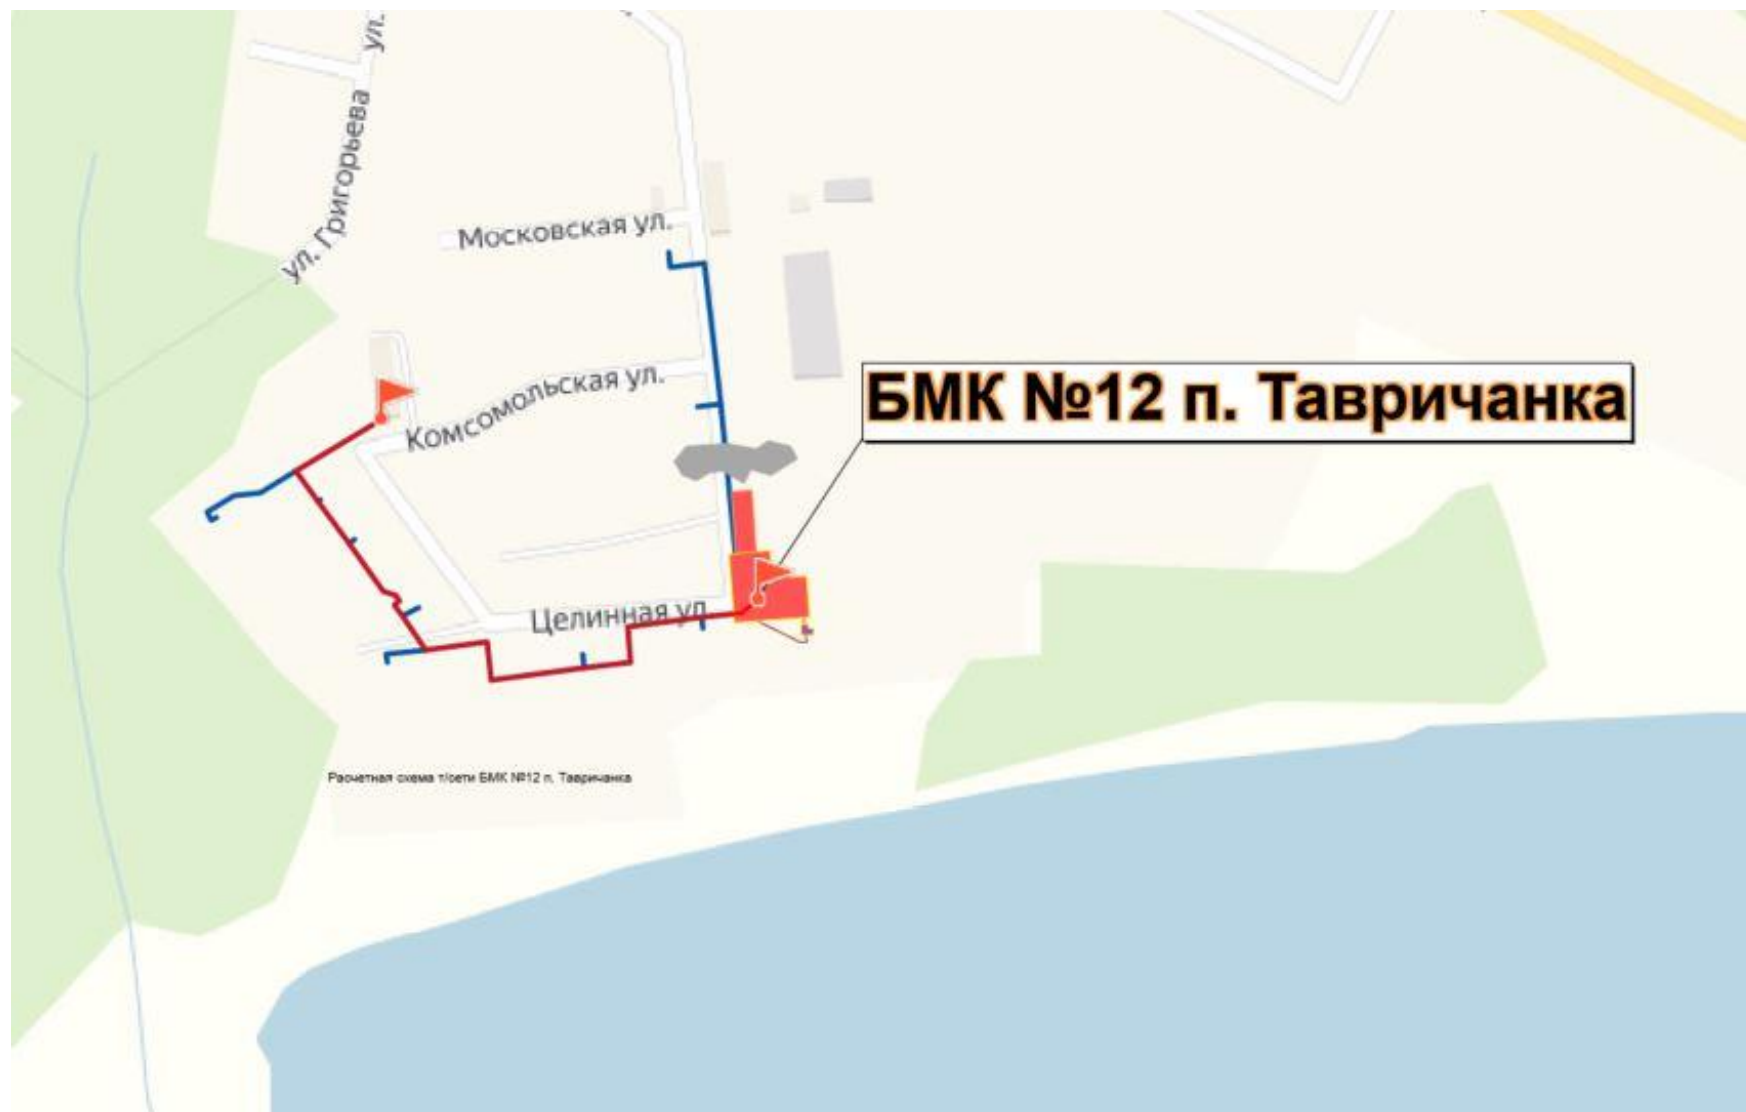 ул.
ул. Григорьева
Московская ул.
Комсомольская ул.
БМК №12 п. Тавричанка
Целинная ул.
Расчетная схема т/сети БМК №12 п. Тавричанка